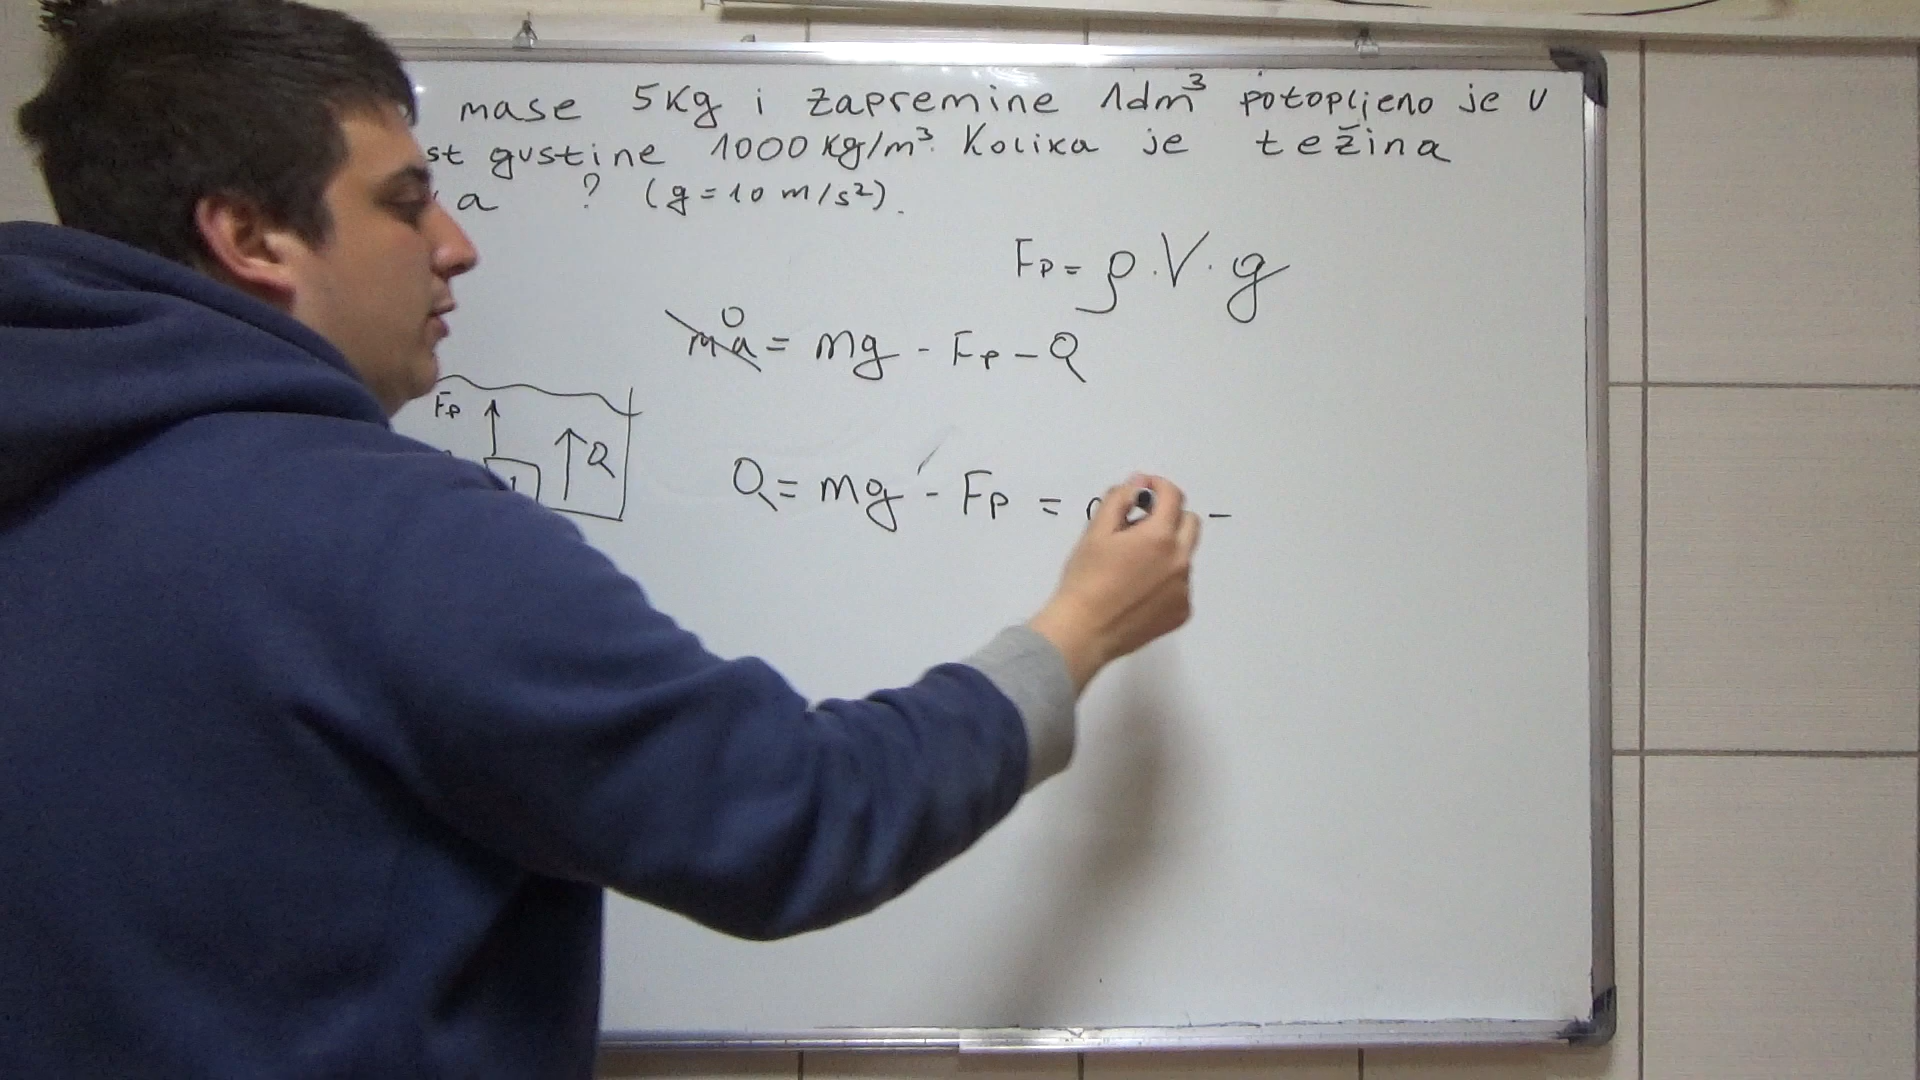 mase 5kg i zapremine 1dm³ potopljeno je u
st gustine 1000 kg/m³. Kolika je težina
a ? (g = 10 m/s²).
Fp = ρ · V · g
0
ma = mg - Fp - Q
Fp
Q
Q = mg - Fp = -